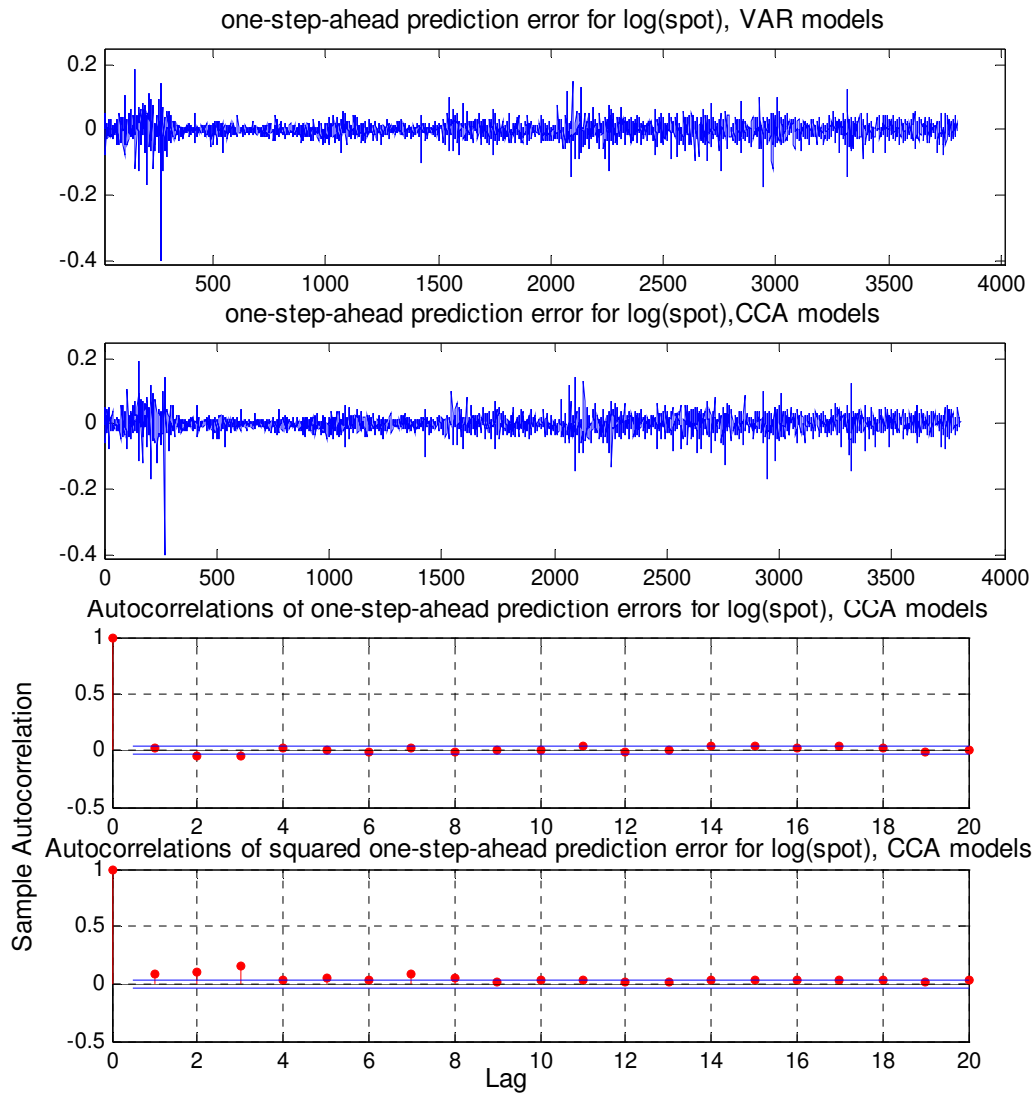 one-step-ahead prediction error for log(spot), VAR models
0.2
0
-0.2
-0.4
500 1000 1500 2000 2500 3000 3500 4000
one-step-ahead prediction error for log(spot),CCA models
0.2
0
-0.2
-0.4
0 500 1000 1500 2000 2500 3000 3500 4000
Autocorrelations of one-step-ahead prediction errors for log(spot), CCA models
1
0.5
0
-0.5
0 2 4 6 8 10 12 14 16 18 20
Sample Autocorrelation
Autocorrelations of squared one-step-ahead prediction error for log(spot), CCA models
1
0.5
0
-0.5
0 2 4 6 8 10 12 14 16 18 20
Lag